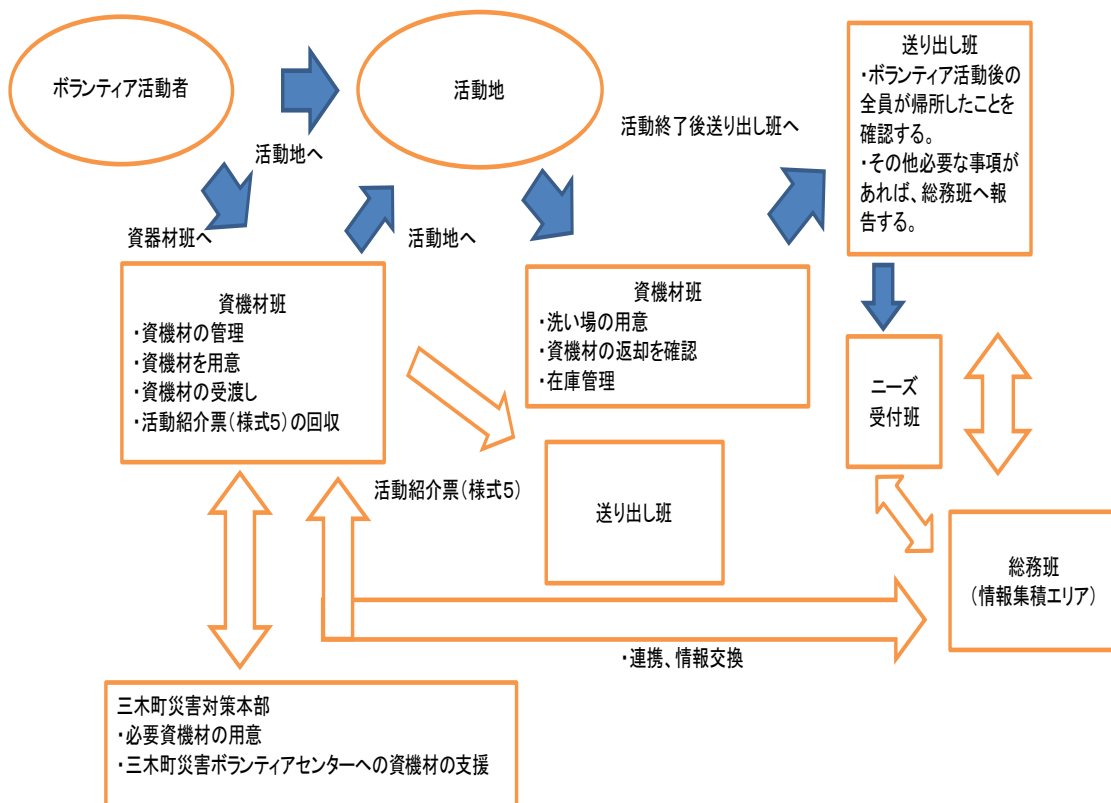 ボランティア活動者
活動地
送り出し班
・ボランティア活動後の
全員が帰所したことを
確認する。
・その他必要な事項が
あれば、総務班へ報
告する。
活動地へ
活動終了後送り出し班へ
資器材班へ
活動地へ
資機材班
・資機材の管理
・資機材を用意
・資機材の受渡し
・活動紹介票(様式5)の回収
資機材班
・洗い場の用意
・資機材の返却を確認
・在庫管理
ニーズ
受付班
活動紹介票(様式5)
送り出し班
総務班
(情報集積エリア)
・連携、情報交換
三木町災害対策本部
・必要資機材の用意
・三木町災害ボランティアセンターへの資機材の支援